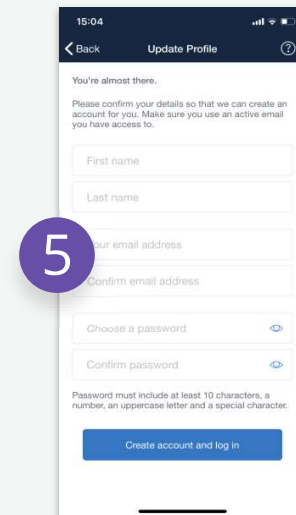 15:04
Back Update Profile ?
You're almost there.
Please confirm your details so that we can create an
account for you. Make sure you use an active email
you have access to.
First name
Last name
5
our email address
Confirm email address
Choose a password
Confirm password
Password must include at least 10 characters, a
number, an uppercase letter and a special character.
Create account and log in